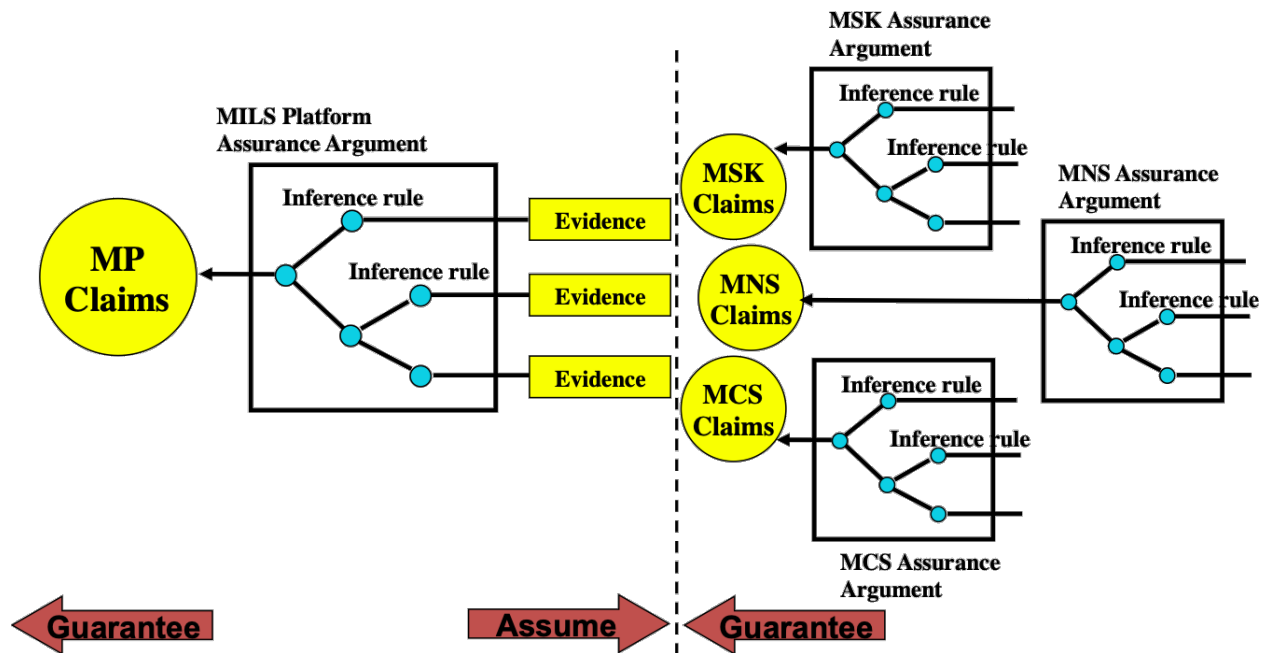 MILS Platform
Assurance Argument
Inference rule
Inference rule
MP
Claims
Evidence
Evidence
Evidence
MSK Assurance
Argument
Inference rule
Inference rule
MSK
Claims
MNS Assurance
Argument
Inference rule
Inference rule
MNS
Claims
MCS
Claims
Inference rule
Inference rule
MCS Assurance
Argument
Guarantee
Assume
Guarantee